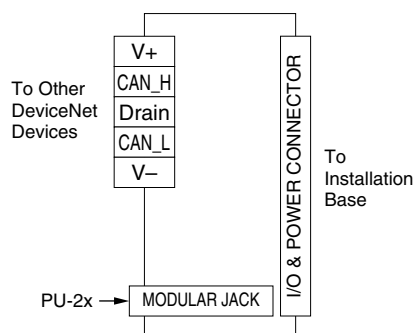 V+
CAN_H
Drain
CAN_L
V–
To Other
DeviceNet
Devices
I/O & POWER CONNECTOR
To
Installation
Base
PU-2x
MODULAR JACK